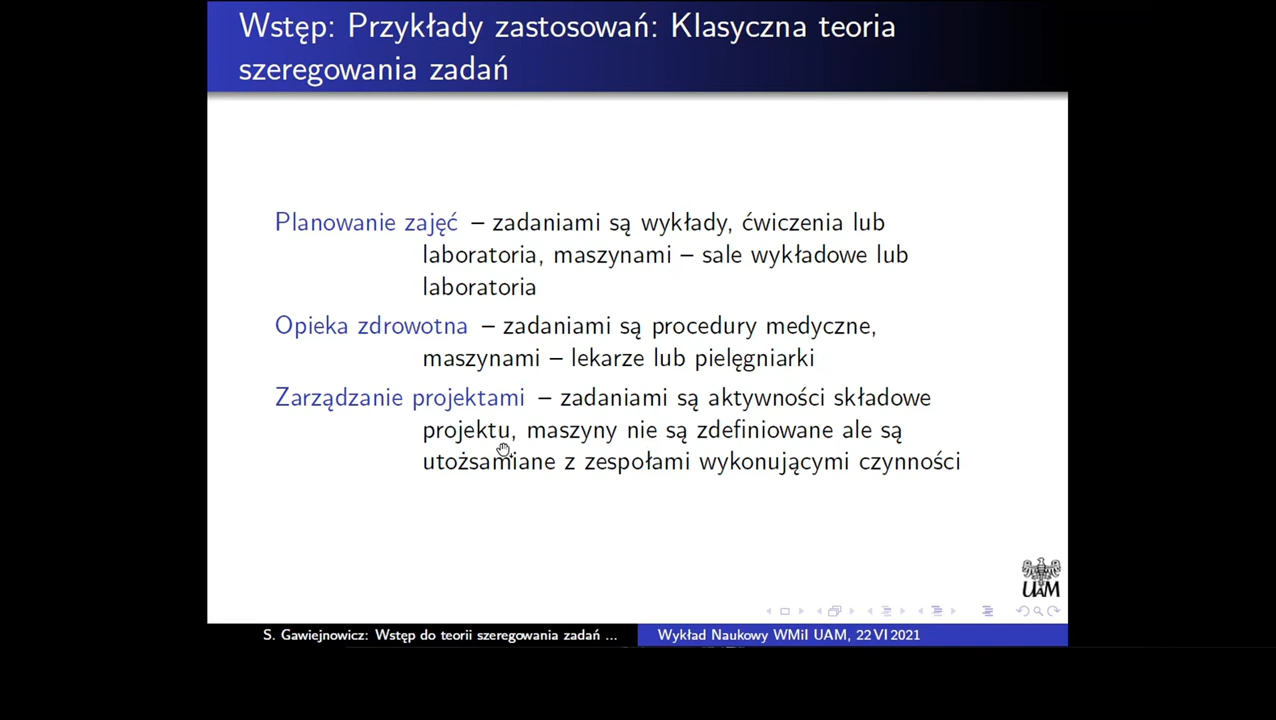 Wstęp: Przykłady zastosowań: Klasyczna teoria
szeregowania zadań
Planowanie zajęć – zadaniami są wykłady, ćwiczenia lub
laboratoria, maszynami – sale wykładowe lub
laboratoria
Opieka zdrowotna – zadaniami są procedury medyczne,
maszynami – lekarze lub pielęgniarki
Zarządzanie projektami – zadaniami są aktywności składowe
projektu, maszyny nie są zdefiniowane ale są
utożsamiane z zespołami wykonującymi czynności
UAM
S. Gawiejnowicz: Wstęp do teorii szeregowania zadań ...
Wykład Naukowy WMiI UAM, 22 VI 2021